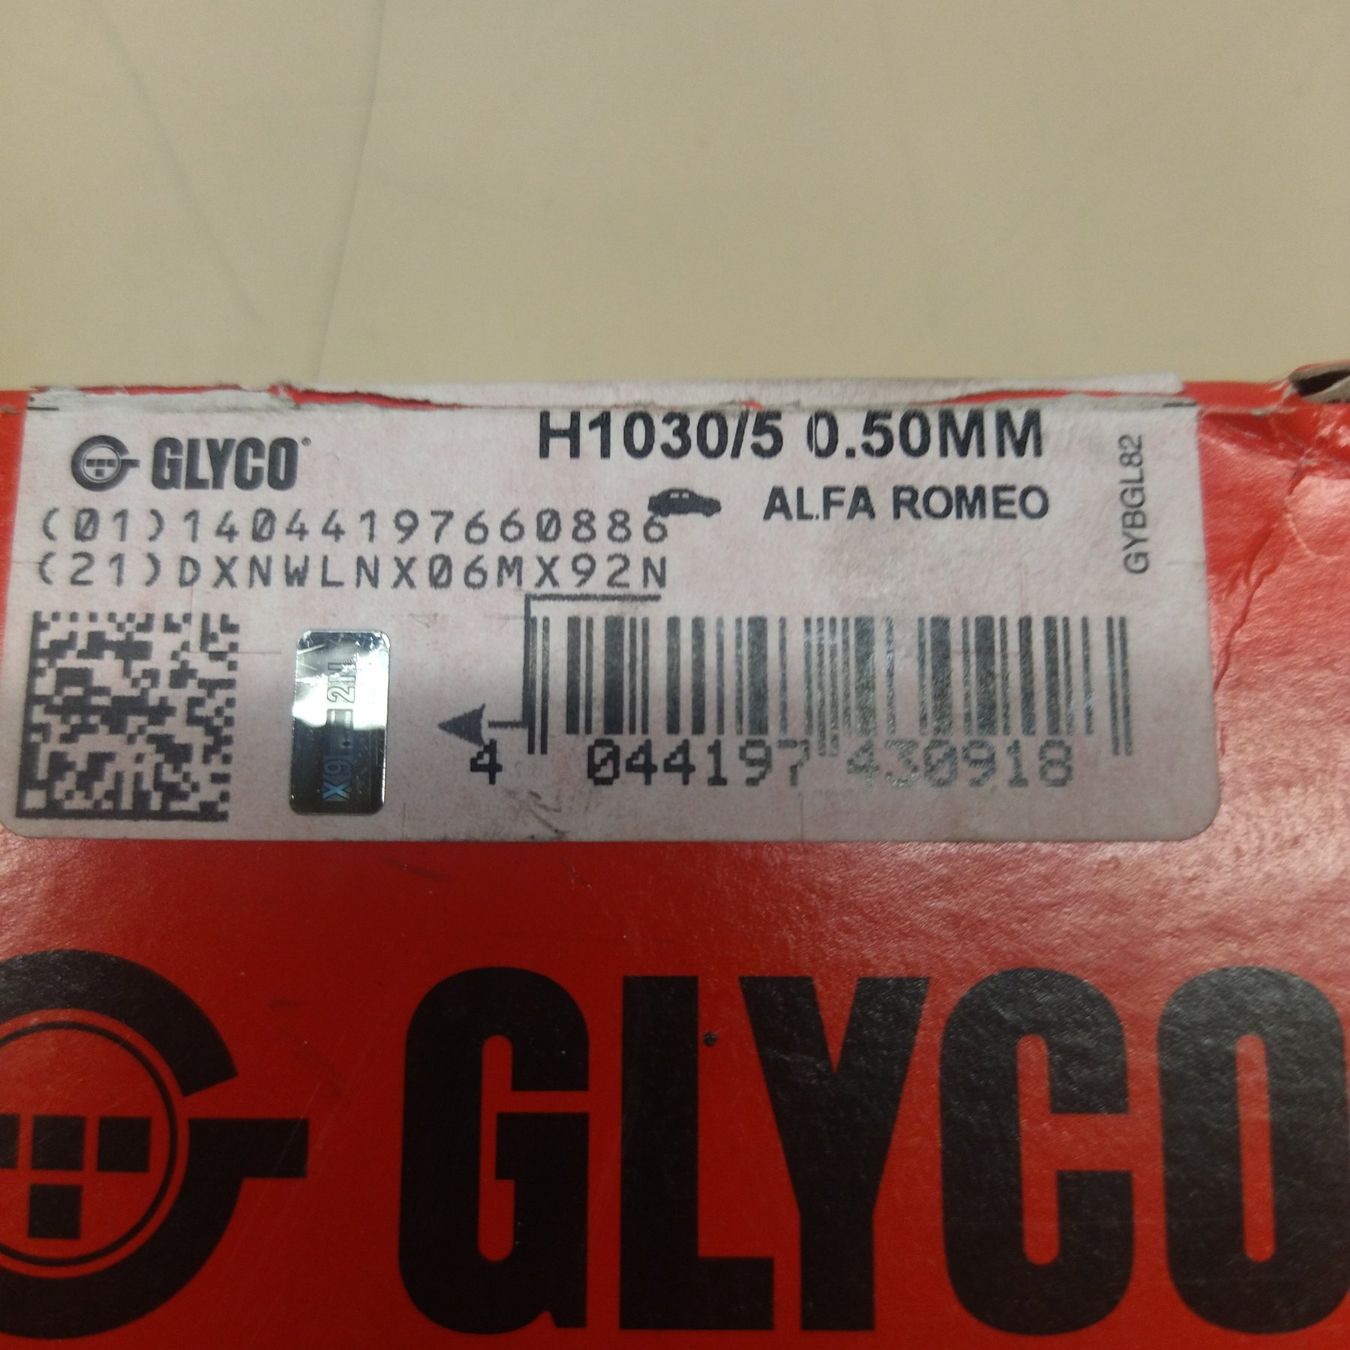 GLYCO
H1030/5 0.50MM
ALFA ROMEO
GYBGL82
(01)14044197660886
(21)DXNWLNX06MX92N
4 044197 430918
GLYCO